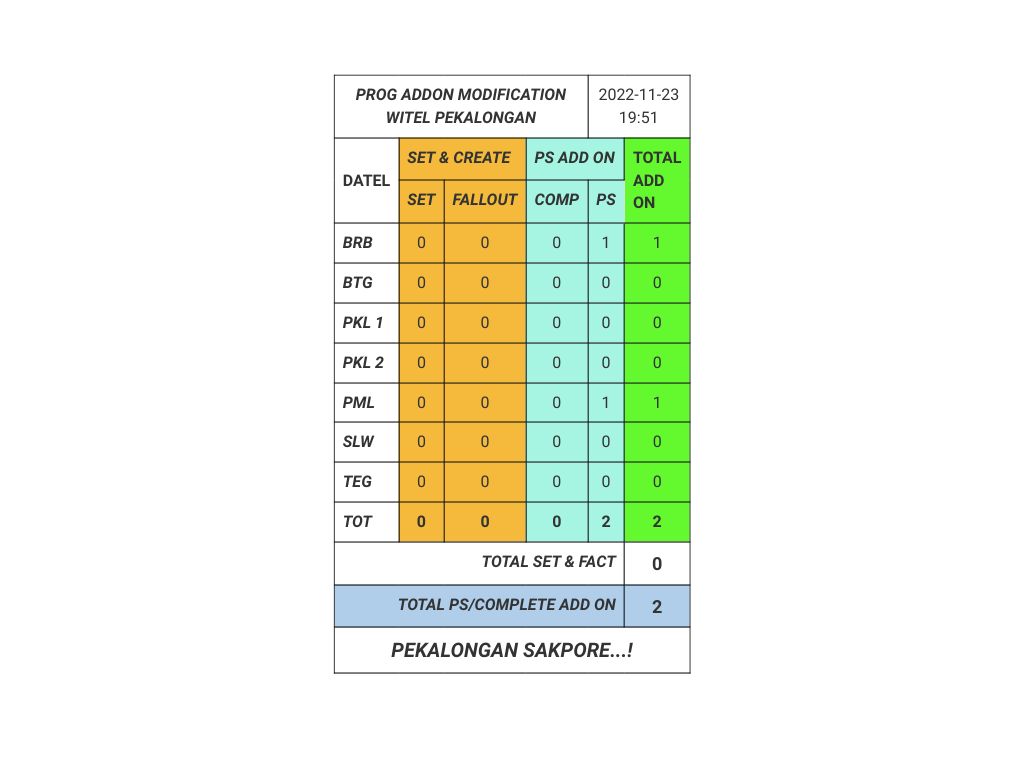 PROG ADDON MODIFICATION
WITEL PEKALONGAN
2022-11-23
19:51
DATEL
SET & CREATE
PS ADD ON
TOTAL
ADD
ON
SET FALLOUT COMP PS
BRB 0 0 0 1 1
BTG 0 0 0 0 0
PKL 1 0 0 0 0 0
PKL 2 0 0 0 0 0
PML 0 0 0 1 1
SLW 0 0 0 0 0
TEG 0 0 0 0 0
TOT 0 0 0 2 2
TOTAL SET & FACT 0
TOTAL PS/COMPLETE ADD ON 2
PEKALONGAN SAKPORE...!